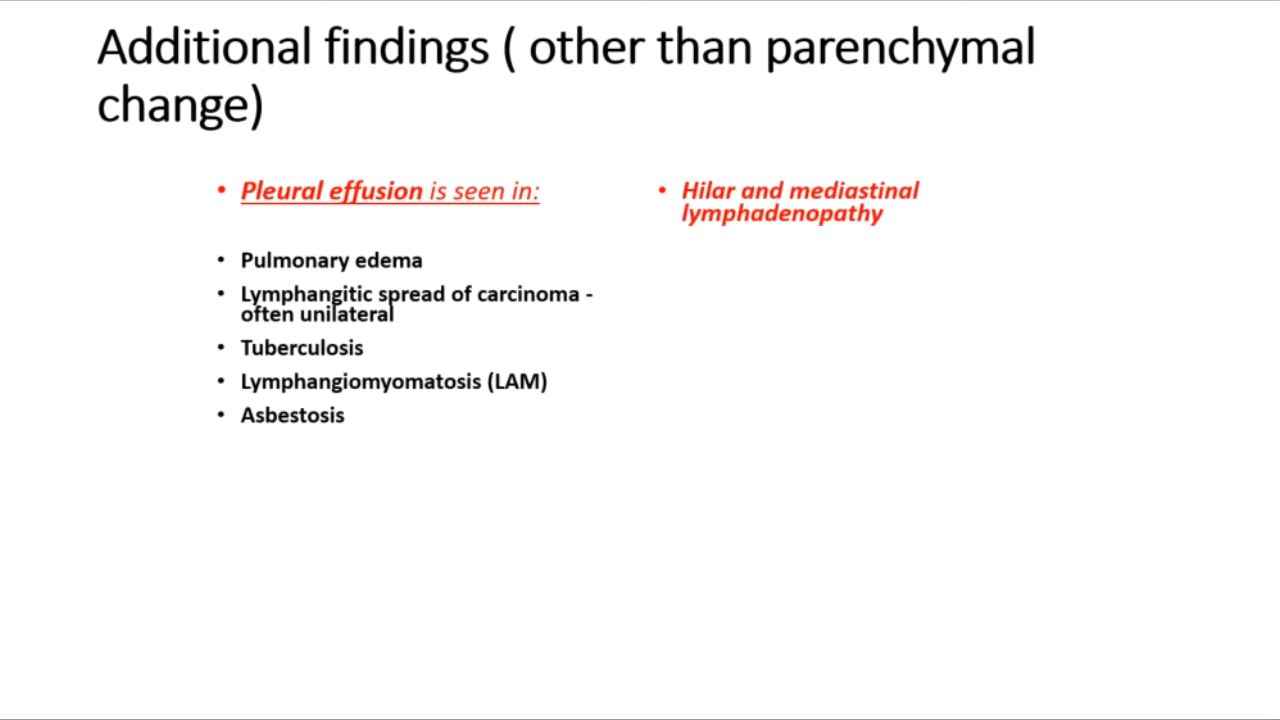 Additional findings ( other than parenchymal
change)
• Pleural effusion is seen in:
• Pulmonary edema
• Lymphangitic spread of carcinoma -
often unilateral
• Tuberculosis
• Lymphangiomyomatosis (LAM)
• Asbestosis
• Hilar and mediastinal
lymphadenopathy